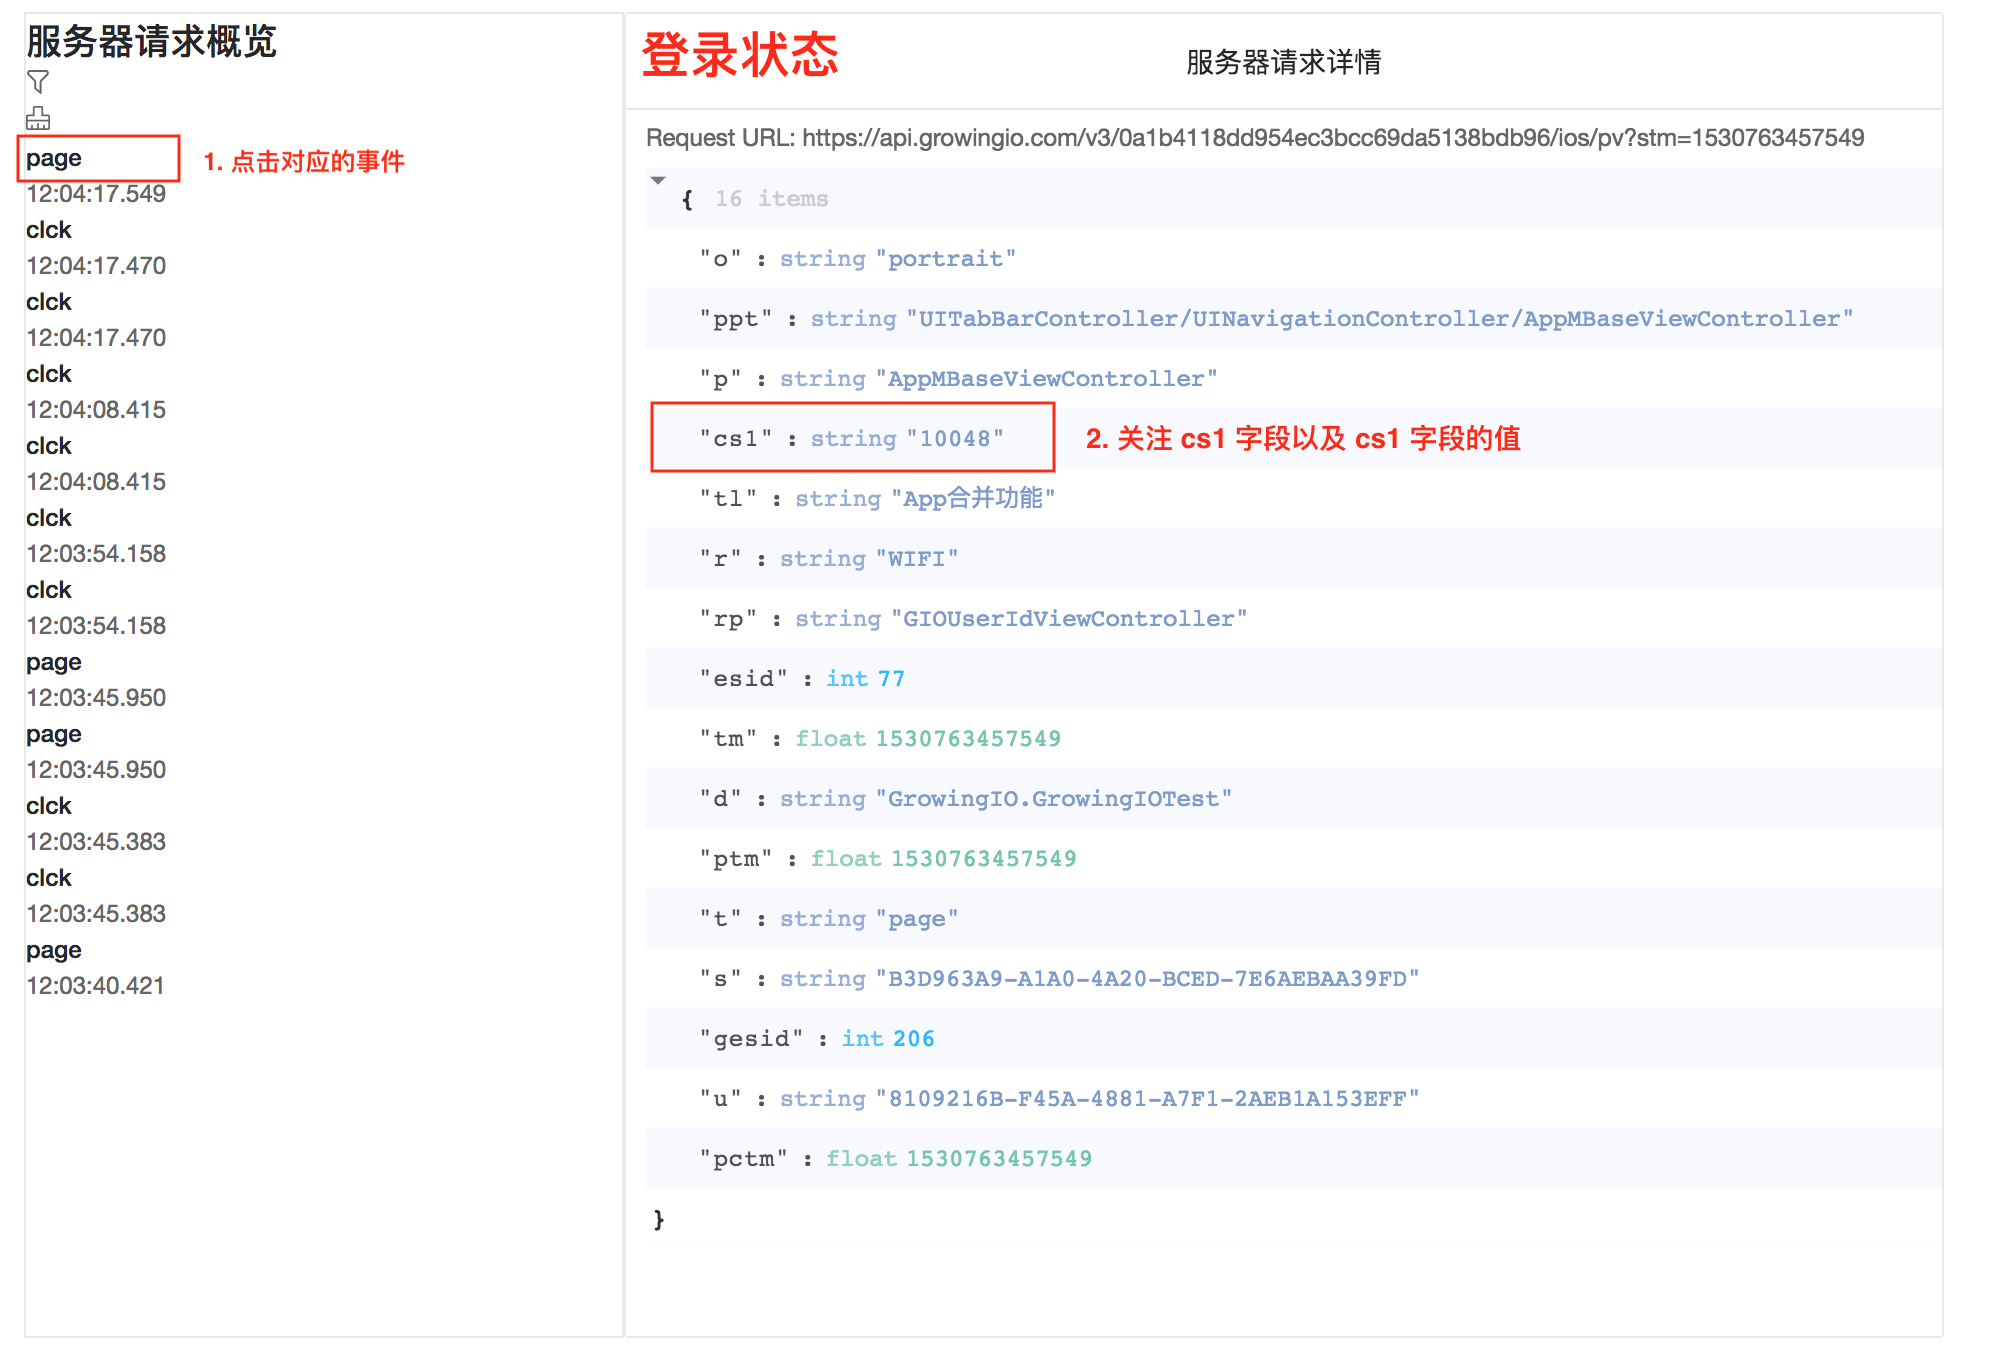 服务器请求概览
page
1. 点击对应的事件
12:04:17.549
clck
12:04:17.470
clck
12:04:17.470
clck
12:04:08.415
clck
12:04:08.415
clck
12:03:54.158
clck
12:03:54.158
page
12:03:45.950
page
12:03:45.950
clck
12:03:45.383
clck
12:03:45.383
page
12:03:40.421
登录状态
服务器请求详情
Request URL: https://api.growingio.com/v3/0a1b4118dd954ec3bcc69da5138bdb96/ios/pv?stm=1530763457549
{ 16 items
"o" : string "portrait"
"ppt" : string "UITabBarController/UINavigationController/AppMBaseViewController"
"p" : string "AppMBaseViewController"
"cs1" : string "10048"
2. 关注 cs1 字段以及 cs1 字段的值
"tl" : string "App合并功能"
"r" : string "WIFI"
"rp" : string "GIOUserIdViewController"
"esid" : int 77
"tm" : float 1530763457549
"d" : string "GrowingIO.GrowingIOTest"
"ptm" : float 1530763457549
"t" : string "page"
"s" : string "B3D963A9-A1A0-4A20-BCED-7E6AEBAA39FD"
"gesid" : int 206
"u" : string "8109216B-F45A-4881-A7F1-2AEB1A153EFF"
"pctm" : float 1530763457549
}